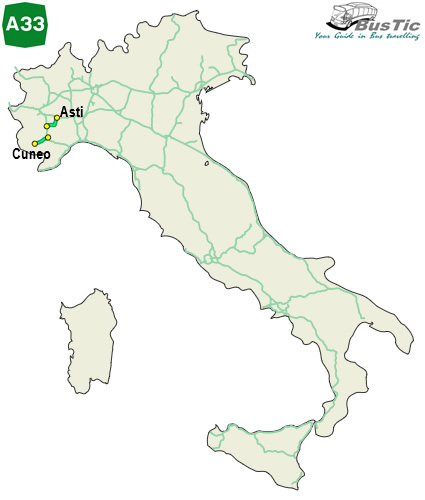 A33
BusTic
Your Guide in Bus travelling
Asti
Cuneo